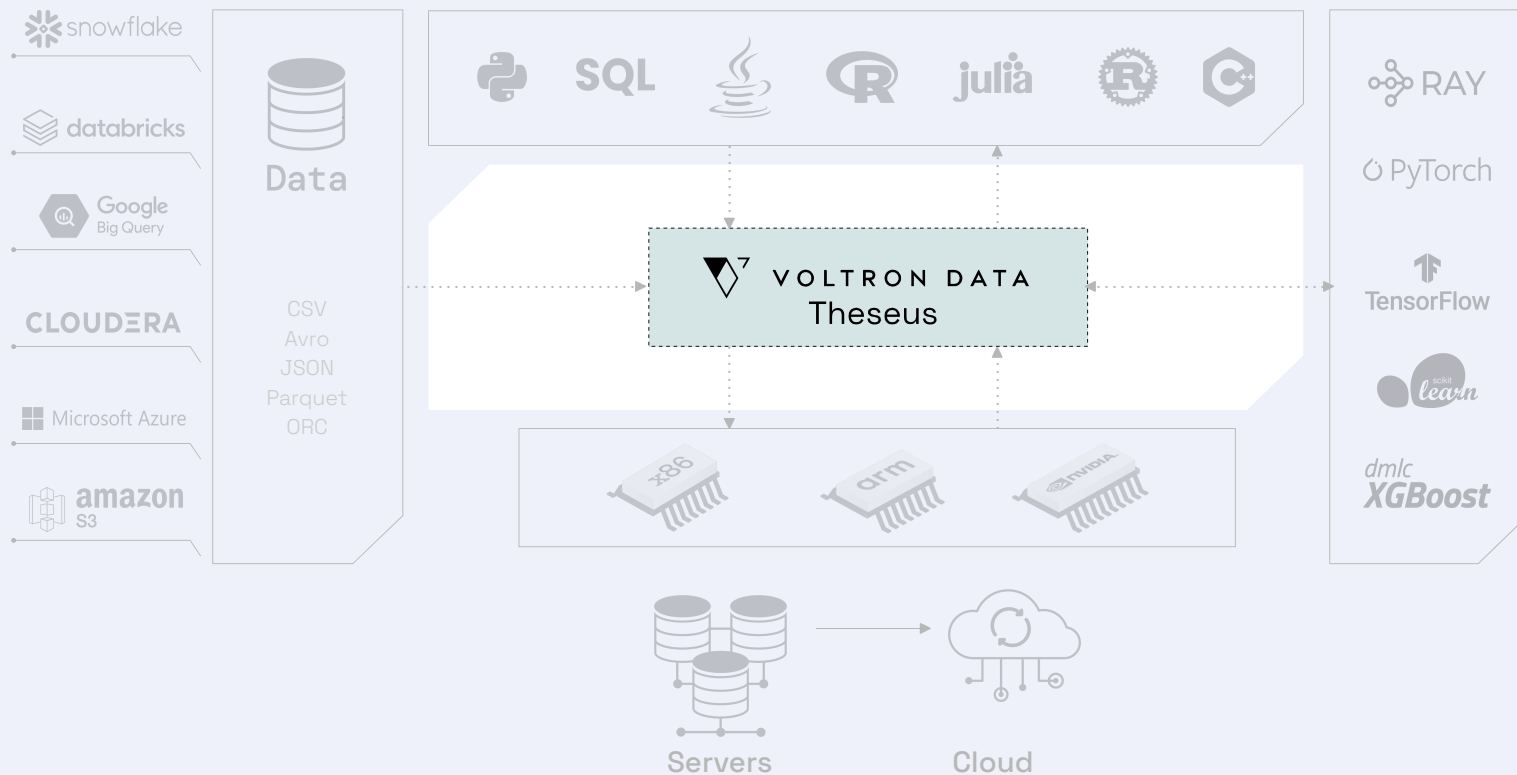 snowflake
databricks
Google
Big Query
CLOUDERA
Microsoft Azure
amazon
S3
Data
CSV
Avro
JSON
Parquet
ORC
SQL
R
julia
R
C++
VOLTRON DATA
Theseus
x86
arm
nVIDIA
Servers
Cloud
RAY
PyTorch
TensorFlow
scikit
learn
dmlc
XGBoost